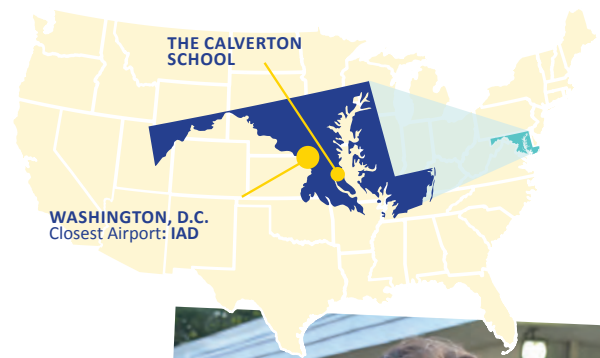 THE CALVERTON
SCHOOL
WASHINGTON, D.C.
Closest Airport: IAD